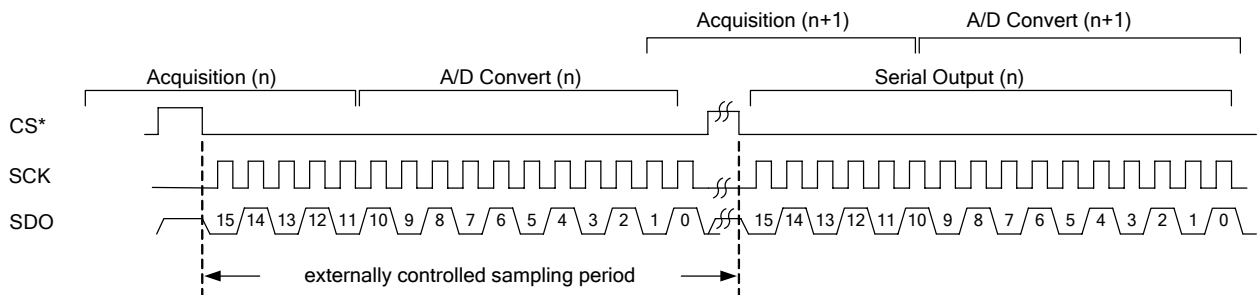 Acquisition (n+1) A/D Convert (n+1)
Acquisition (n) A/D Convert (n) Serial Output (n)
CS*
SCK
SDO 15 14 13 12 11 10 9 8 7 6 5 4 3 2 1 0 15 14 13 12 11 10 9 8 7 6 5 4 3 2 1 0
externally controlled sampling period